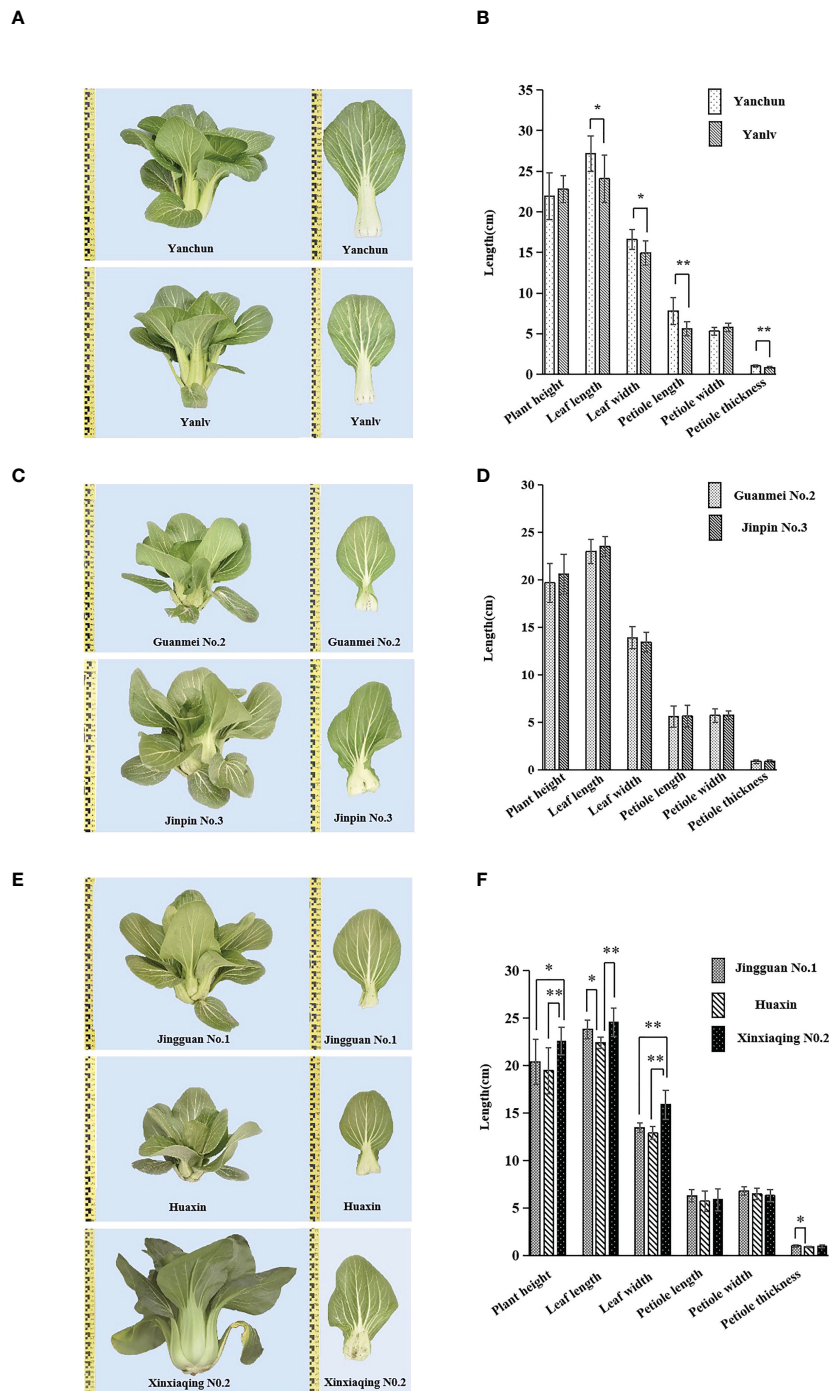 A
Yanchun
Yanchun
Yanlv
Yanlv
B
35
30
25
20
15
10
5
0
Length(cm)
Yanchun
Yanlv
*
*
**
**
Plant height
Leaf length
Leaf width
Petiole length
Petiole width
Petiole thickness
C
Guanmei No.2
Guanmei No.2
Jinpin No.3
Jinpin No.3
D
30
25
20
15
10
5
0
Length(cm)
Guanmei No.2
Jinpin No.3
Plant height
Leaf length
Leaf width
Petiole length
Petiole width
Petiole thickness
E
Jingguan No.1
Jingguan No.1
Huaxin
Huaxin
Xinxiaqing N0.2
Xinxiaqing N0.2
F
30
25
20
15
10
5
0
Length(cm)
Jingguan No.1
Huaxin
Xinxiaqing N0.2
*
**
*
**
**
**
*
Plant height
Leaf length
Leaf width
Petiole length
Petiole width
Petiole thickness